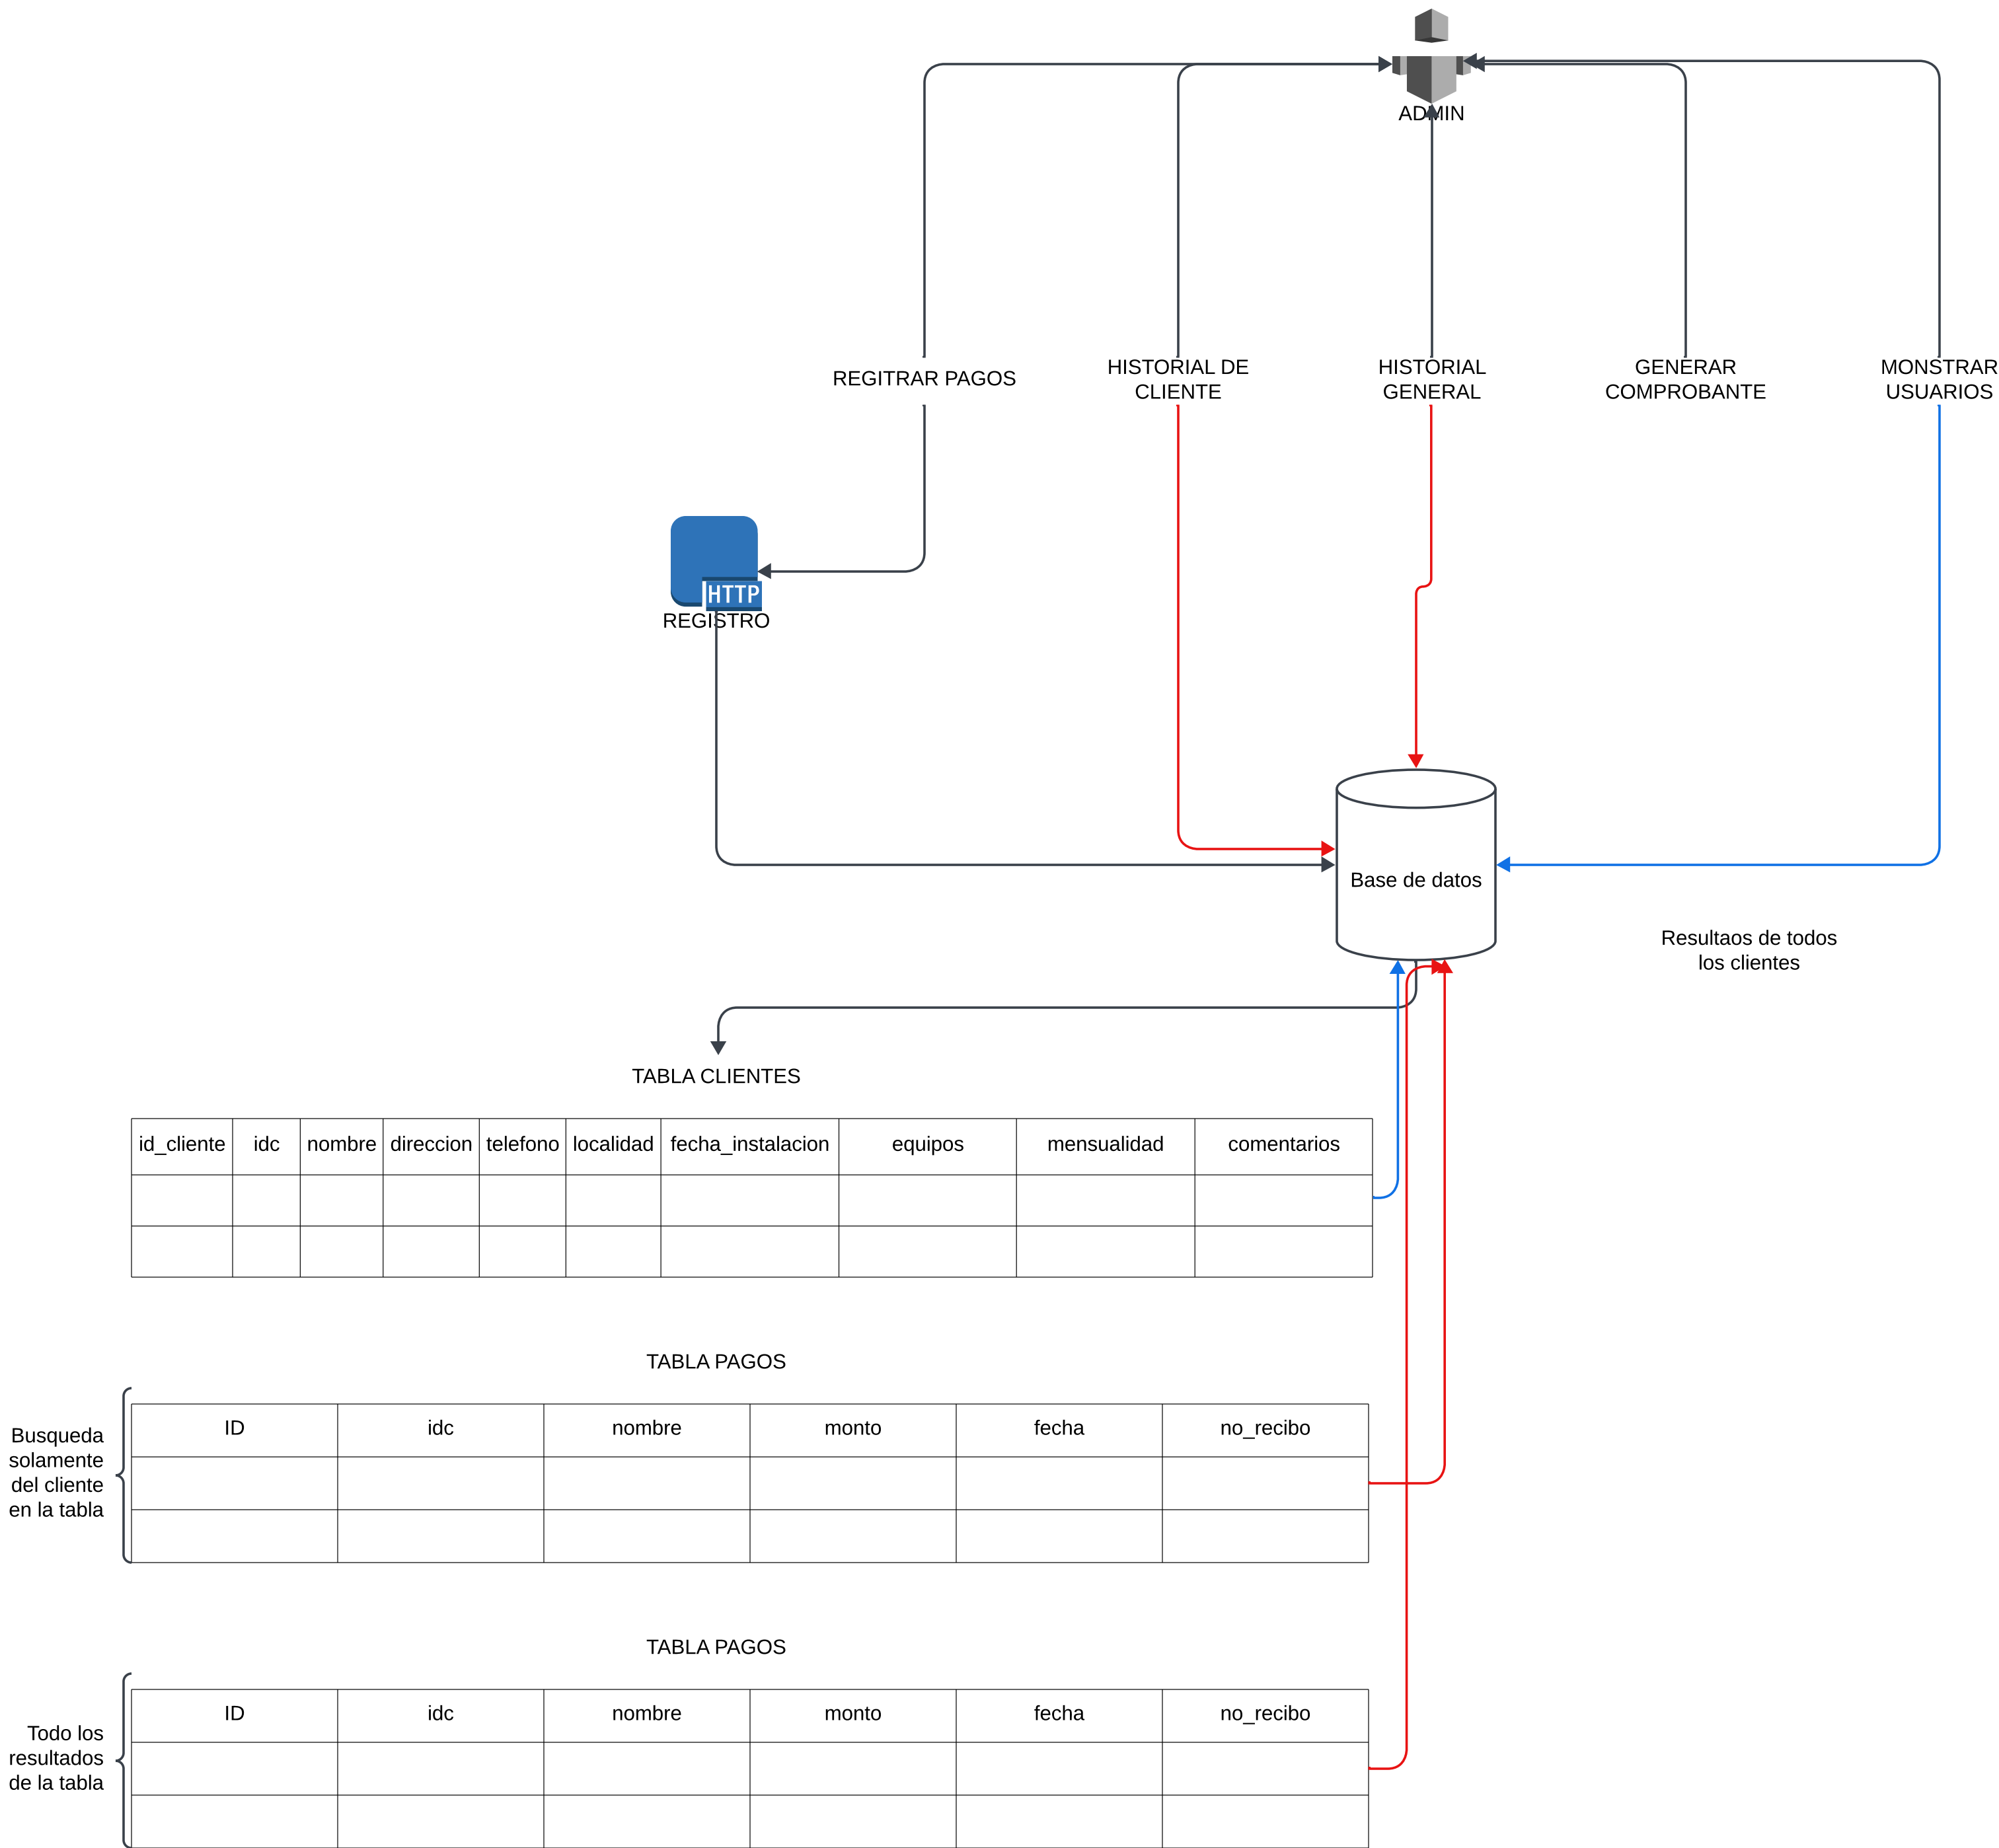 ADMIN
REGITRAR PAGOS
HISTORIAL DE
CLIENTE
HISTORIAL
GENERAL
GENERAR
COMPROBANTE
MONSTRAR
USUARIOS
HTTP
REGISTRO
Base de datos
Resultaos de todos
los clientes
TABLA CLIENTES
id_cliente idc nombre direccion telefono localidad fecha_instalacion equipos mensualidad comentarios
TABLA PAGOS
Busqueda
solamente
del cliente
en la tabla
ID idc nombre monto fecha no_recibo
TABLA PAGOS
Todo los
resultados
de la tabla
ID idc nombre monto fecha no_recibo